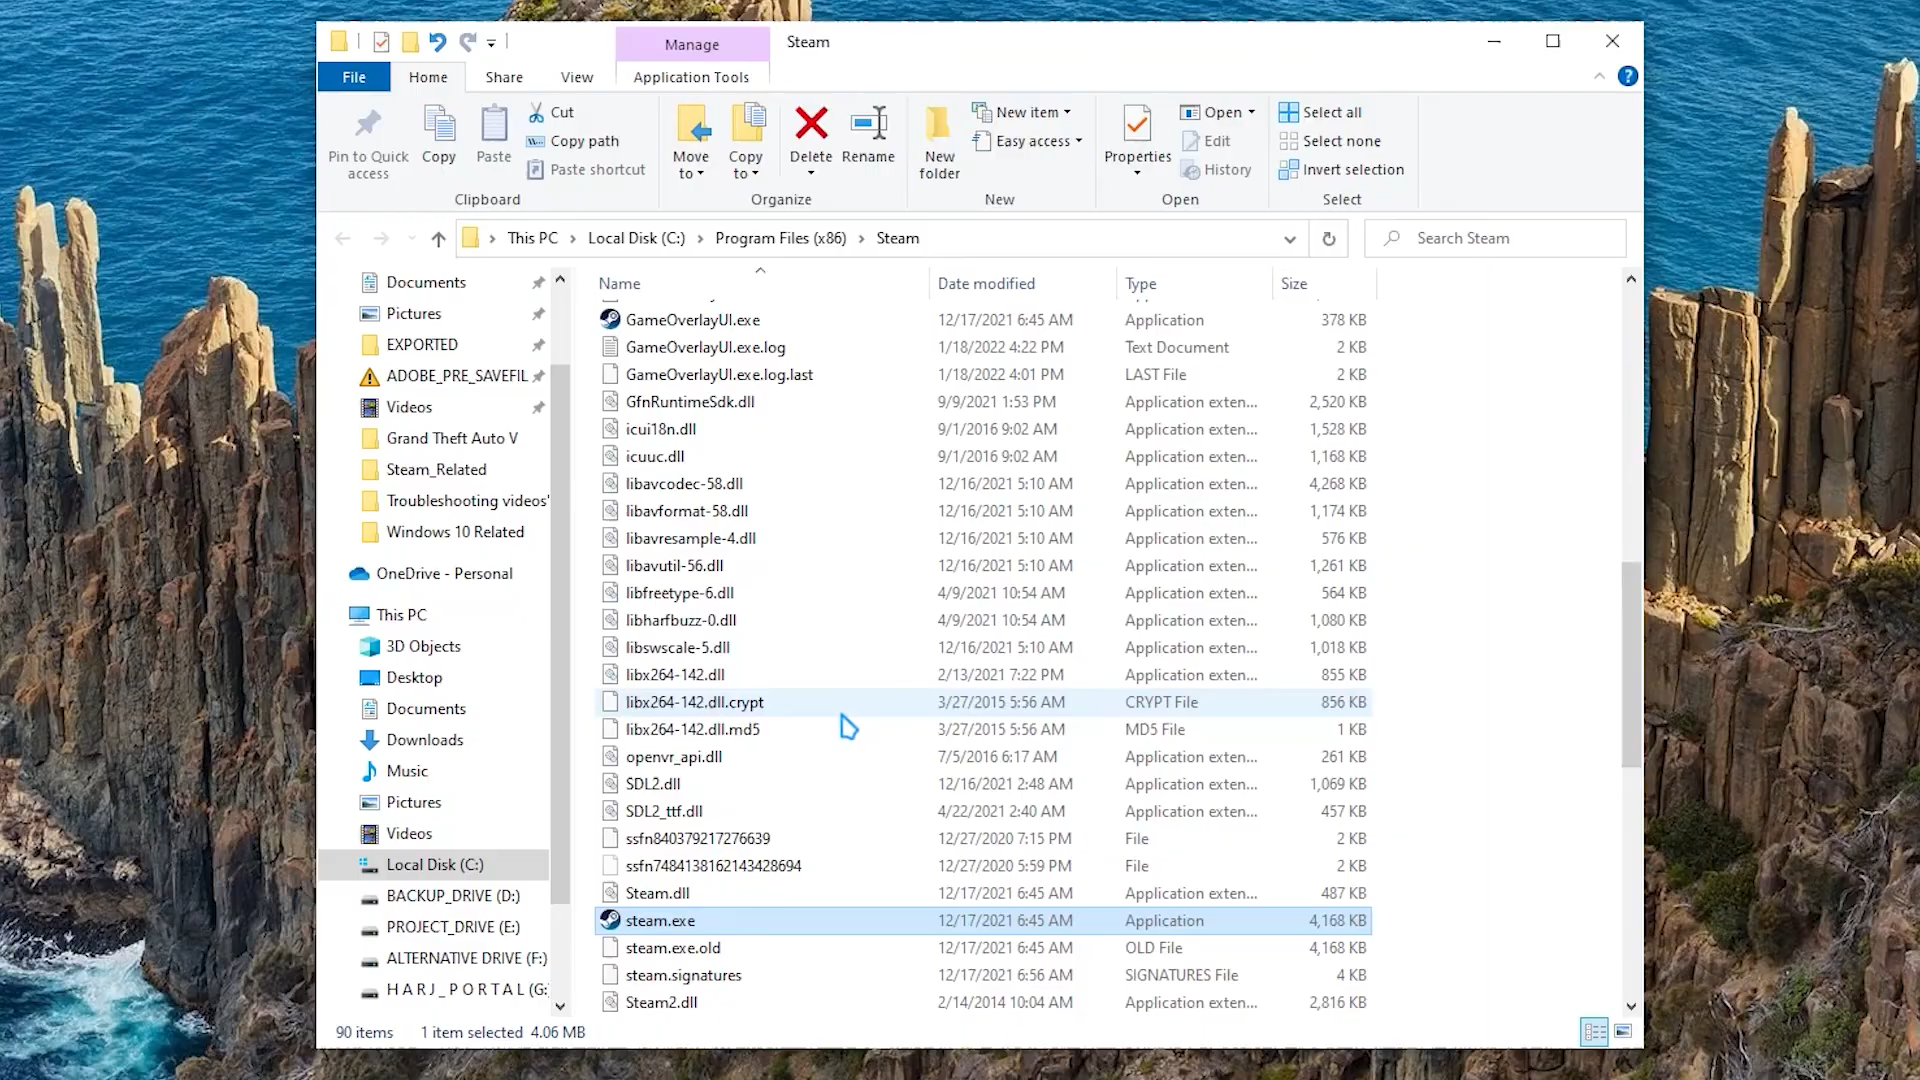 Manage
Steam
File
Home
Share
View
Application Tools
Pin to Quick
access
Copy
Paste
Cut
Copy path
Paste shortcut
Clipboard
Move
to
Copy
to
Delete
Rename
Organize
New
folder
New item
Easy access
New
Properties
Open
Edit
History
Open
Select all
Select none
Invert selection
Select
This PC > Local Disk (C:) > Program Files (x86) > Steam
Search Steam
Documents
Pictures
EXPORTED
ADOBE_PRE_SAVEFIL
Videos
Grand Theft Auto V
Steam_Related
Troubleshooting videos'
Windows 10 Related
OneDrive - Personal
This PC
3D Objects
Desktop
Documents
Downloads
Music
Pictures
Videos
Local Disk (C:)
BACKUP_DRIVE (D:)
PROJECT_DRIVE (E:)
ALTERNATIVE DRIVE (F:)
H A R J _ P O R T A L (G:
Name Date modified Type Size
GameOverlayUI.exe 12/17/2021 6:45 AM Application 378 KB
GameOverlayUI.exe.log 1/18/2022 4:22 PM Text Document 2 KB
GameOverlayUI.exe.log.last 1/18/2022 4:01 PM LAST File 2 KB
GfnRuntimeSdk.dll 9/9/2021 1:53 PM Application exten... 2,520 KB
icui18n.dll 9/1/2016 9:02 AM Application exten... 1,528 KB
icuuc.dll 9/1/2016 9:02 AM Application exten... 1,168 KB
libavcodec-58.dll 12/16/2021 5:10 AM Application exten... 4,268 KB
libavformat-58.dll 12/16/2021 5:10 AM Application exten... 1,174 KB
libavresample-4.dll 12/16/2021 5:10 AM Application exten... 576 KB
libavutil-56.dll 12/16/2021 5:10 AM Application exten... 1,261 KB
libfreetype-6.dll 4/9/2021 10:54 AM Application exten... 564 KB
libharfbuzz-0.dll 4/9/2021 10:54 AM Application exten... 1,080 KB
libswscale-5.dll 12/16/2021 5:10 AM Application exten... 1,018 KB
libx264-142.dll 2/13/2021 7:22 PM Application exten... 855 KB
libx264-142.dll.crypt 3/27/2015 5:56 AM CRYPT File 856 KB
libx264-142.dll.md5 3/27/2015 5:56 AM MD5 File 1 KB
openvr_api.dll 7/5/2016 6:17 AM Application exten... 261 KB
SDL2.dll 12/16/2021 2:48 AM Application exten... 1,069 KB
SDL2_ttf.dll 4/22/2021 2:40 AM Application exten... 457 KB
ssfn840379217276639 12/27/2020 7:15 PM File 2 KB
ssfn7484138162143428694 12/27/2020 5:59 PM File 2 KB
Steam.dll 12/17/2021 6:45 AM Application exten... 487 KB
steam.exe 12/17/2021 6:45 AM Application 4,168 KB
steam.exe.old 12/17/2021 6:45 AM OLD File 4,168 KB
steam.signatures 12/17/2021 6:56 AM SIGNATURES File 4 KB
Steam2.dll 2/14/2014 10:04 AM Application exten... 2,816 KB
90 items 1 item selected 4.06 MB